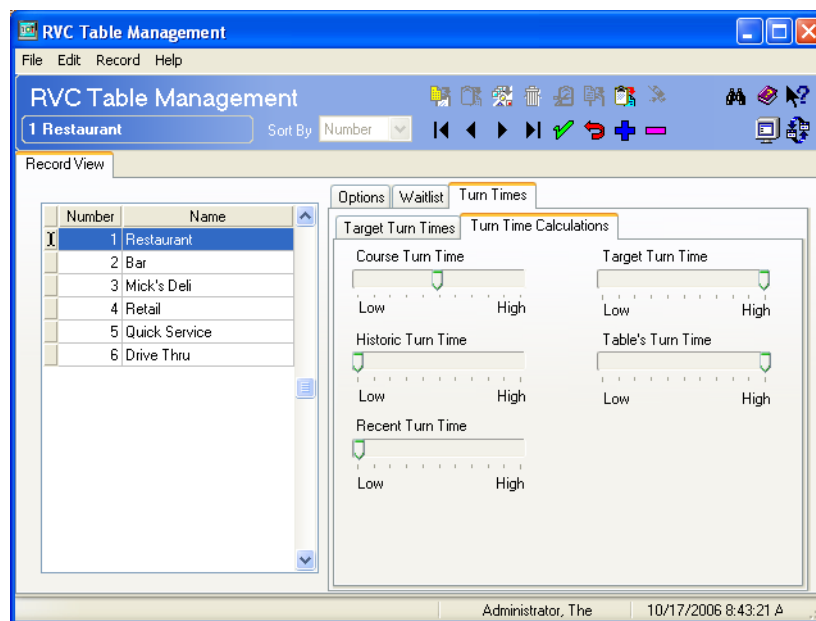 RVC Table Management
File Edit Record Help
RVC Table Management
1 Restaurant
Sort By Number
Record View
Options Waitlist Turn Times
Target Turn Times Turn Time Calculations
Number Name
1 Restaurant
2 Bar
3 Mick's Deli
4 Retail
5 Quick Service
6 Drive Thru
Course Turn Time
Low High
Target Turn Time
Low High
Historic Turn Time
Low High
Table's Turn Time
Low High
Recent Turn Time
Low High
Administrator, The 10/17/2006 8:43:21 A